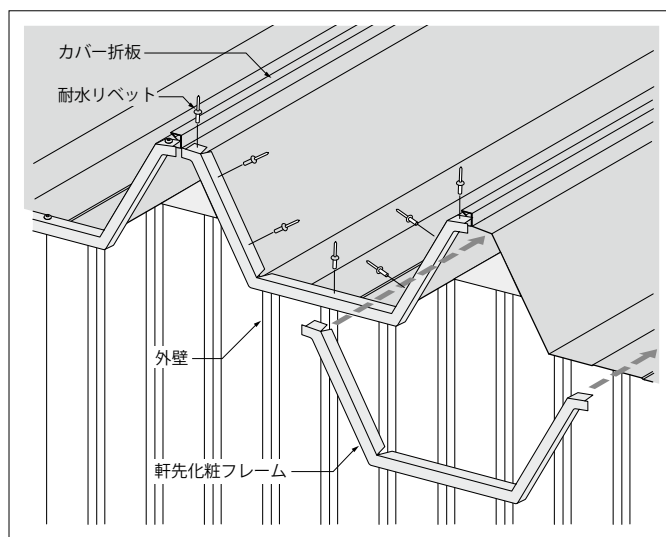 カバー折板
耐水リベット
外壁
軒先化粧フレーム